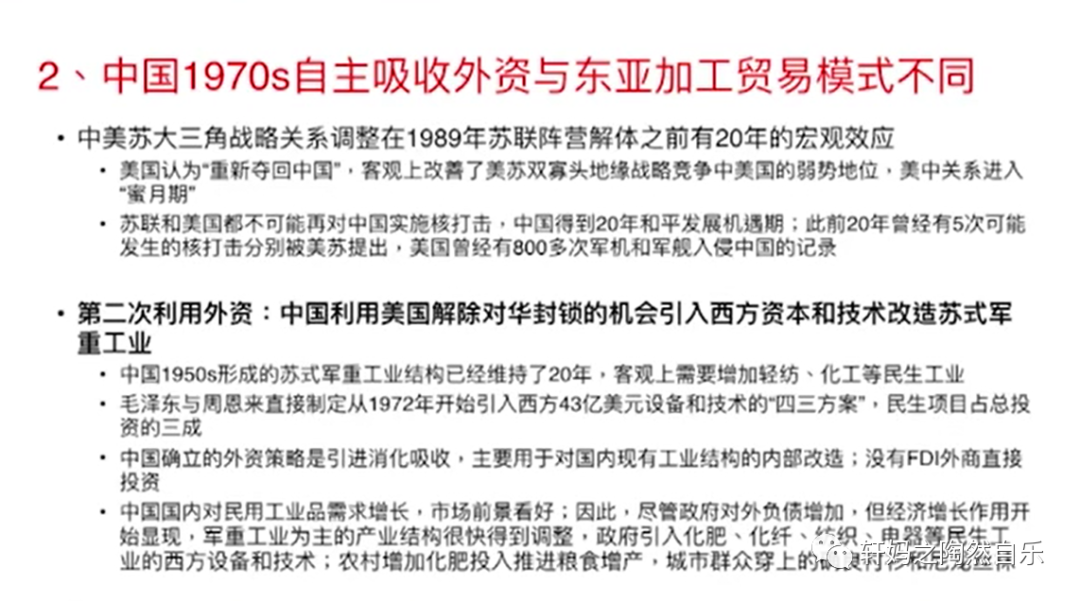 2、中国1970s自主吸收外资与东亚加工贸易模式不同
• 中美苏大三角战略关系调整在1989年苏联阵营解体之前有20年的宏观效应
• 美国认为“重新夺回中国”，客观上改善了美苏双寡头地缘战略竞争中美国的弱势地位，美中关系进入
“蜜月期”
• 苏联和美国都不可能再对中国实施核打击，中国得到20年和平发展机遇期；此前20年曾经有5次可能
发生的核打击分别被美苏提出，美国曾经有800多次军机和军舰入侵中国的记录
• 第二次利用外资：中国利用美国解除对华封锁的机会引入西方资本和技术改造苏式军
重工业
• 中国1950s形成的苏式军重工业结构已经维持了20年，客观上需要增加轻纺、化工等民生工业
• 毛泽东与周恩来直接制定从1972年开始引入西方43亿美元设备和技术的“四三方案”，民生项目占总投
资的三成
• 中国确立的外资策略是引进消化吸收，主要用于对国内现有工业结构的内部改造；没有FDI外商直接
投资
• 中国国内对民用工业品需求增长，市场前景看好；因此，尽管政府对外负债增加，但经济增长作用开
始显现，军重工业为主的产业结构很快得到调整，政府引入化肥、化纤、纺织、电器等民生工
业的西方设备和技术；农村增加化肥投入推进粮食增产，城市群众穿上的
轩妈之陶然自乐